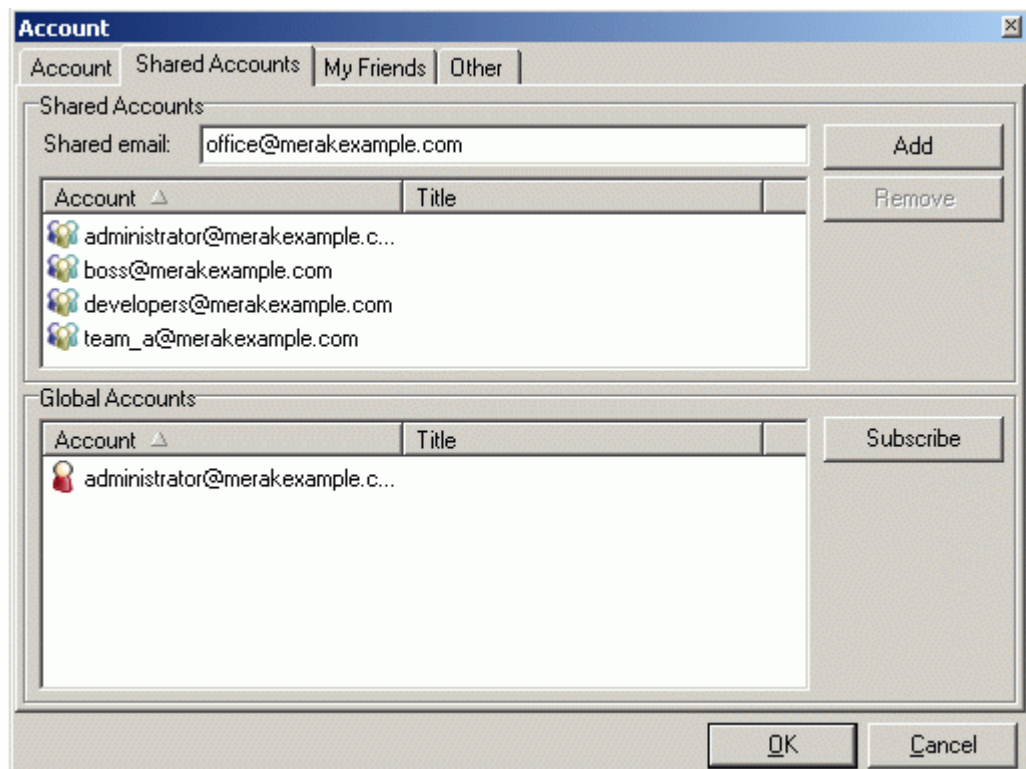 Account
Account Shared Accounts My Friends Other
Shared Accounts
Shared email: office@merakexample.com Add
Account Title Remove
administrator@merakexample.c...
boss@merakexample.com
developers@merakexample.com
team_a@merakexample.com
Global Accounts
Account Title Subscribe
administrator@merakexample.c...
OK Cancel